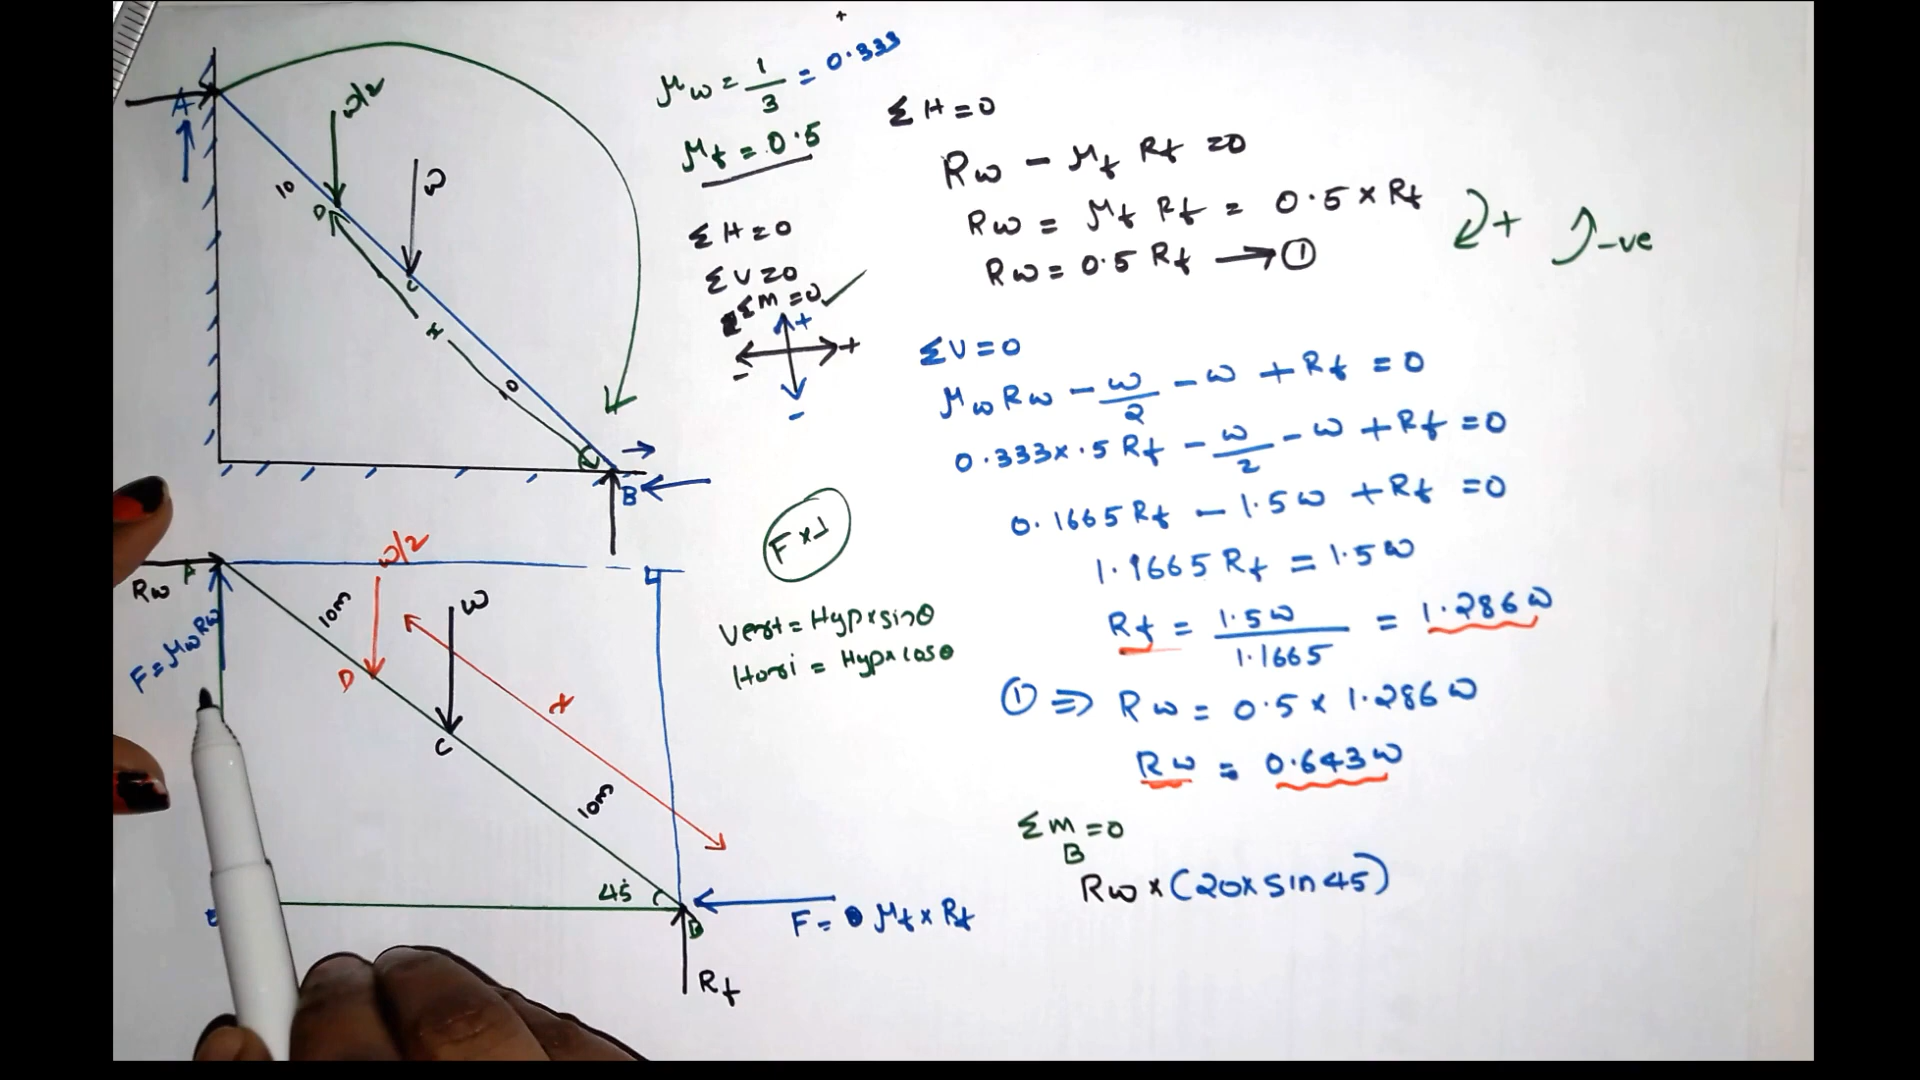 A
w/2
w
10
D
C
x
10
B
μw = 1/3 = 0.333
μf = 0.5
ΣH=0
ΣV=0
ΣM=0 ✓
+
+
-
-
F×⊥
Vert = Hyp×sinθ
Hori = Hyp×cosθ
Rw
A
F=μwRw
w/2
w
10m
D
C
x
10m
45
B
F= μf × Rf
Rf
ΣH=0
Rw - μf Rf =0
Rw = μf Rf = 0.5 × Rf
Rw = 0.5 Rf → ①
+ -ve
ΣV=0
μw Rw - w/2 - w + Rf = 0
0.333×.5 Rf - w/2 - w + Rf =0
0.1665 Rf - 1.5w + Rf =0
1.1665 Rf = 1.5w
Rf = 1.5w/1.1665 = 1.286w
① ⇒ Rw = 0.5 × 1.286w
Rw = 0.643w
ΣM=0
B
Rw × (20×sin45)